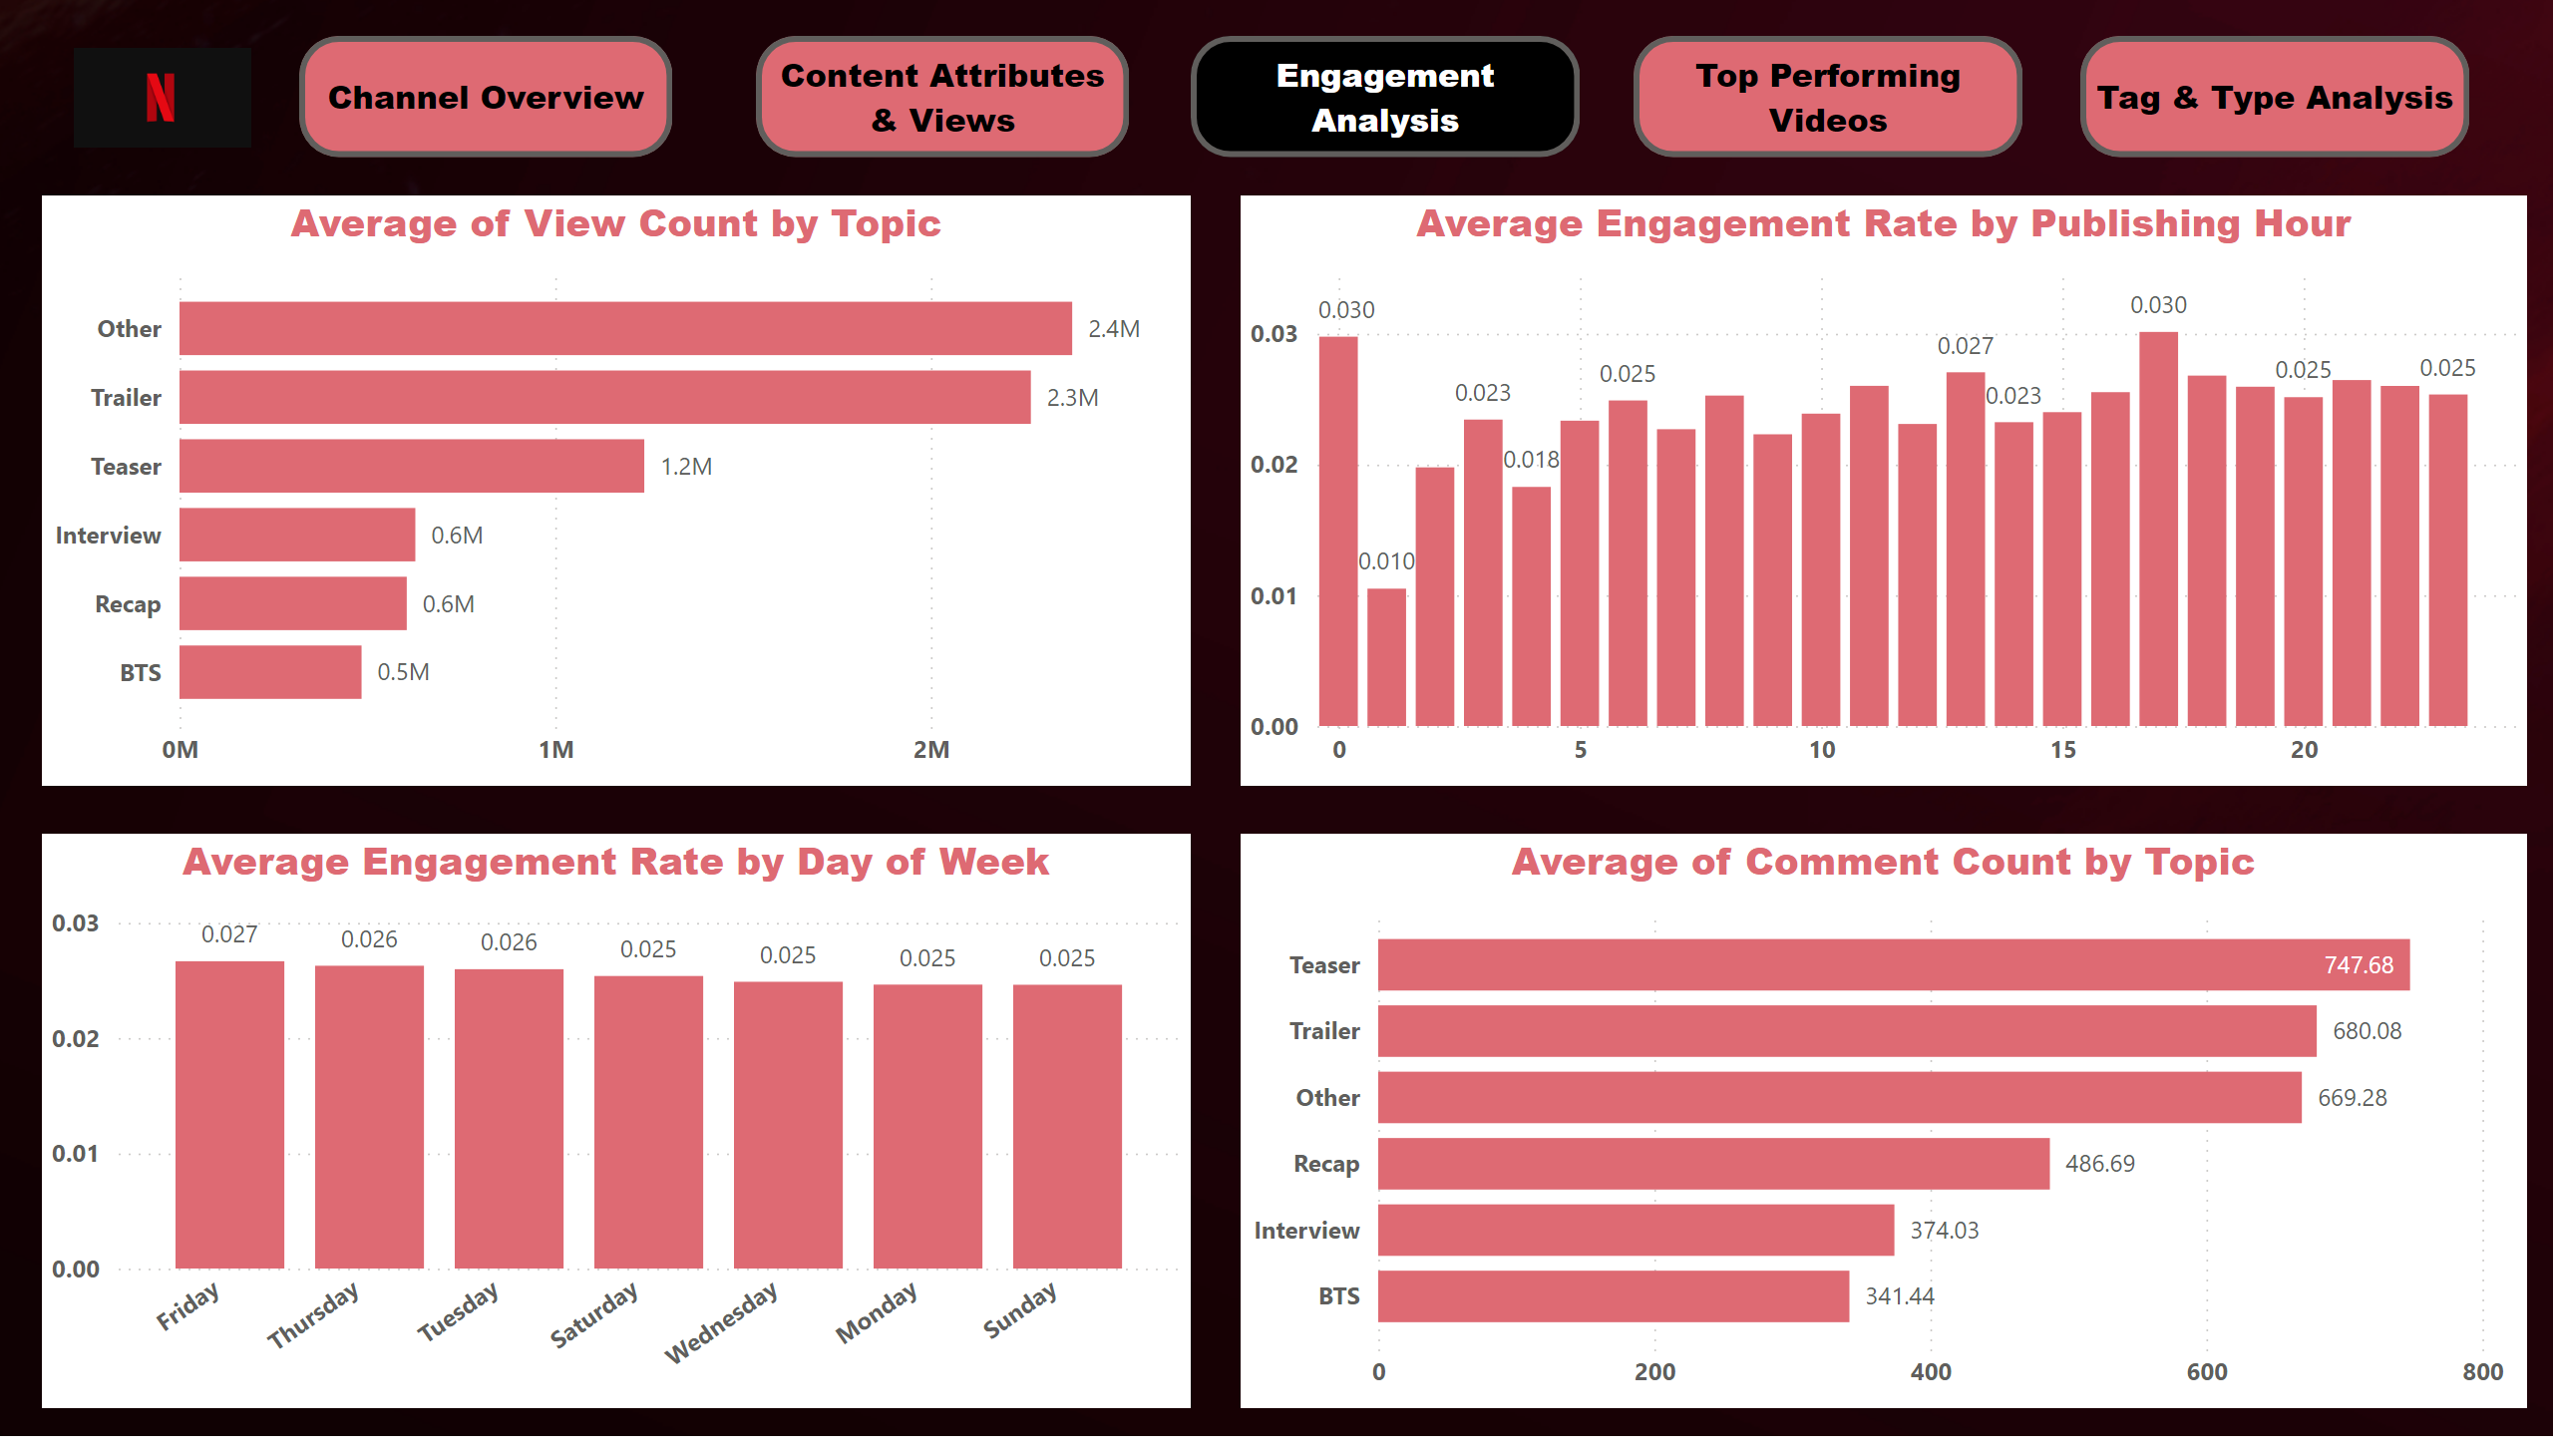 N
Channel Overview
Content Attributes
& Views
Engagement
Analysis
Top Performing
Videos
Tag & Type Analysis
Average of View Count by Topic
Other
2.4M
Trailer
2.3M
Teaser
1.2M
Interview
0.6M
Recap
0.6M
BTS
0.5M
0M
1M
2M
Average Engagement Rate by Publishing Hour
0.03
0.02
0.01
0.00
0.030
0.010
0.023
0.018
0.025
0.027
0.023
0.030
0.025
0.025
0
5
10
15
20
Average Engagement Rate by Day of Week
0.03
0.02
0.01
0.00
0.027
0.026
0.026
0.025
0.025
0.025
0.025
Friday
Thursday
Tuesday
Saturday
Wednesday
Monday
Sunday
Average of Comment Count by Topic
Teaser
747.68
Trailer
680.08
Other
669.28
Recap
486.69
Interview
374.03
BTS
341.44
0
200
400
600
800